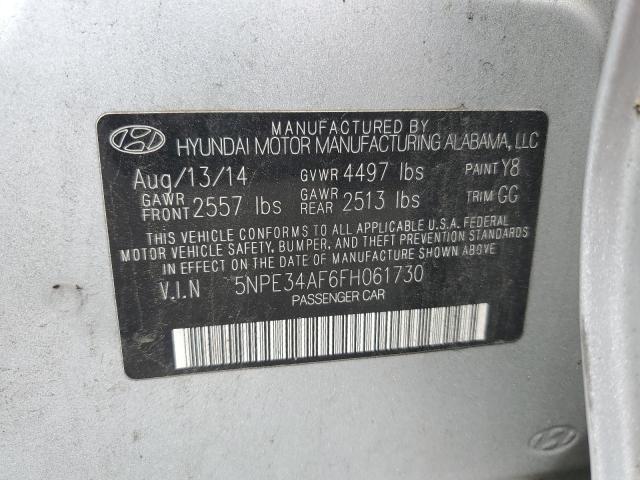 MANUFACTURED BY
HYUNDAI MOTOR MANUFACTURING ALABAMA, LLC
Aug/13/14 GVWR 4497 lbs PAINT Y8
GAWR FRONT 2557 lbs GAWR REAR 2513 lbs TRIM GG
THIS VEHICLE CONFORMS TO ALL APPLICABLE U.S.A. FEDERAL
MOTOR VEHICLE SAFETY, BUMPER, AND THEFT PREVENTION STANDARDS
IN EFFECT ON THE DATE OF MANUFACTURE SHOWN ABOVE.
V.I.N 5NPE34AF6FH061730
PASSENGER CAR